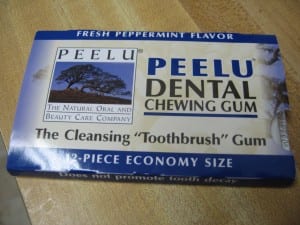 FRESH PEPPERMINT FLAVOR
PEELU®
THE NATURAL ORAL AND
BEAUTY CARE COMPANY
PEELU®
DENTAL
CHEWING GUM
The Cleansing "Toothbrush" Gum
12-PIECE ECONOMY SIZE
Does not promote tooth decay